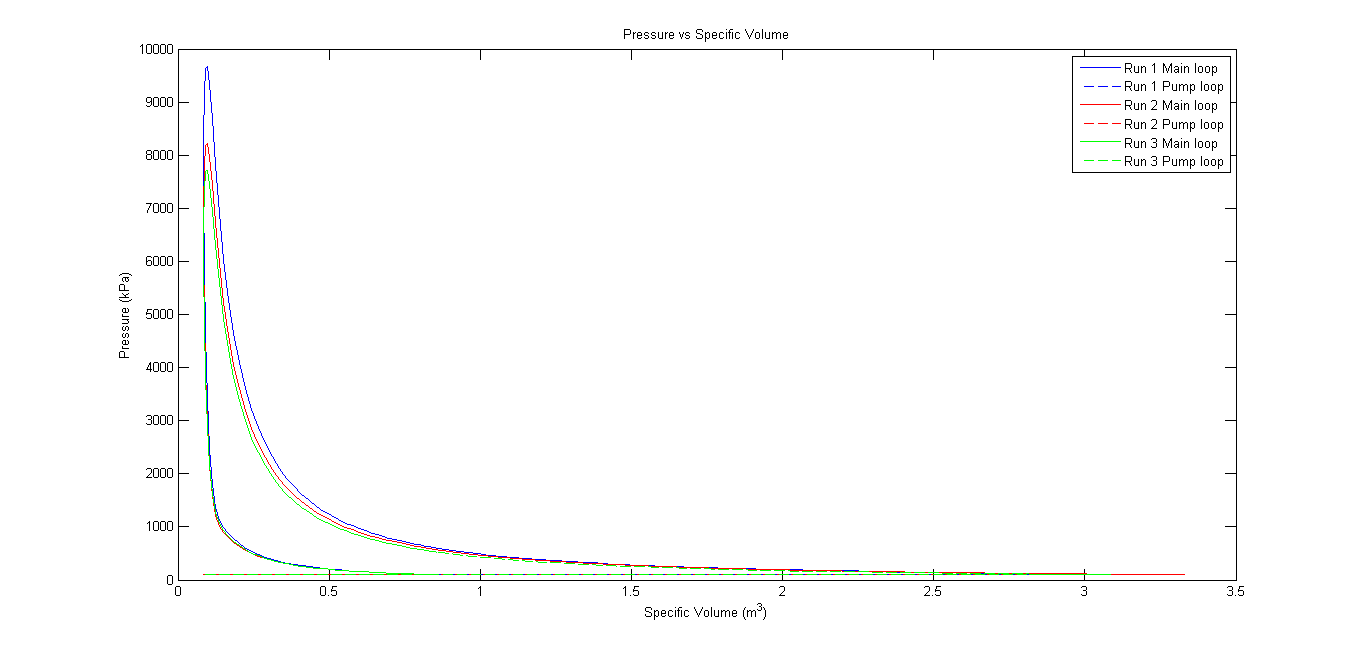 Pressure vs Specific Volume
10000
9000
8000
7000
6000
5000
4000
3000
2000
1000
0
Pressure (kPa)
Run 1 Main loop
Run 1 Pump loop
Run 2 Main loop
Run 2 Pump loop
Run 3 Main loop
Run 3 Pump loop
0 0.5 1 1.5 2 2.5 3 3.5
Specific Volume (m³)